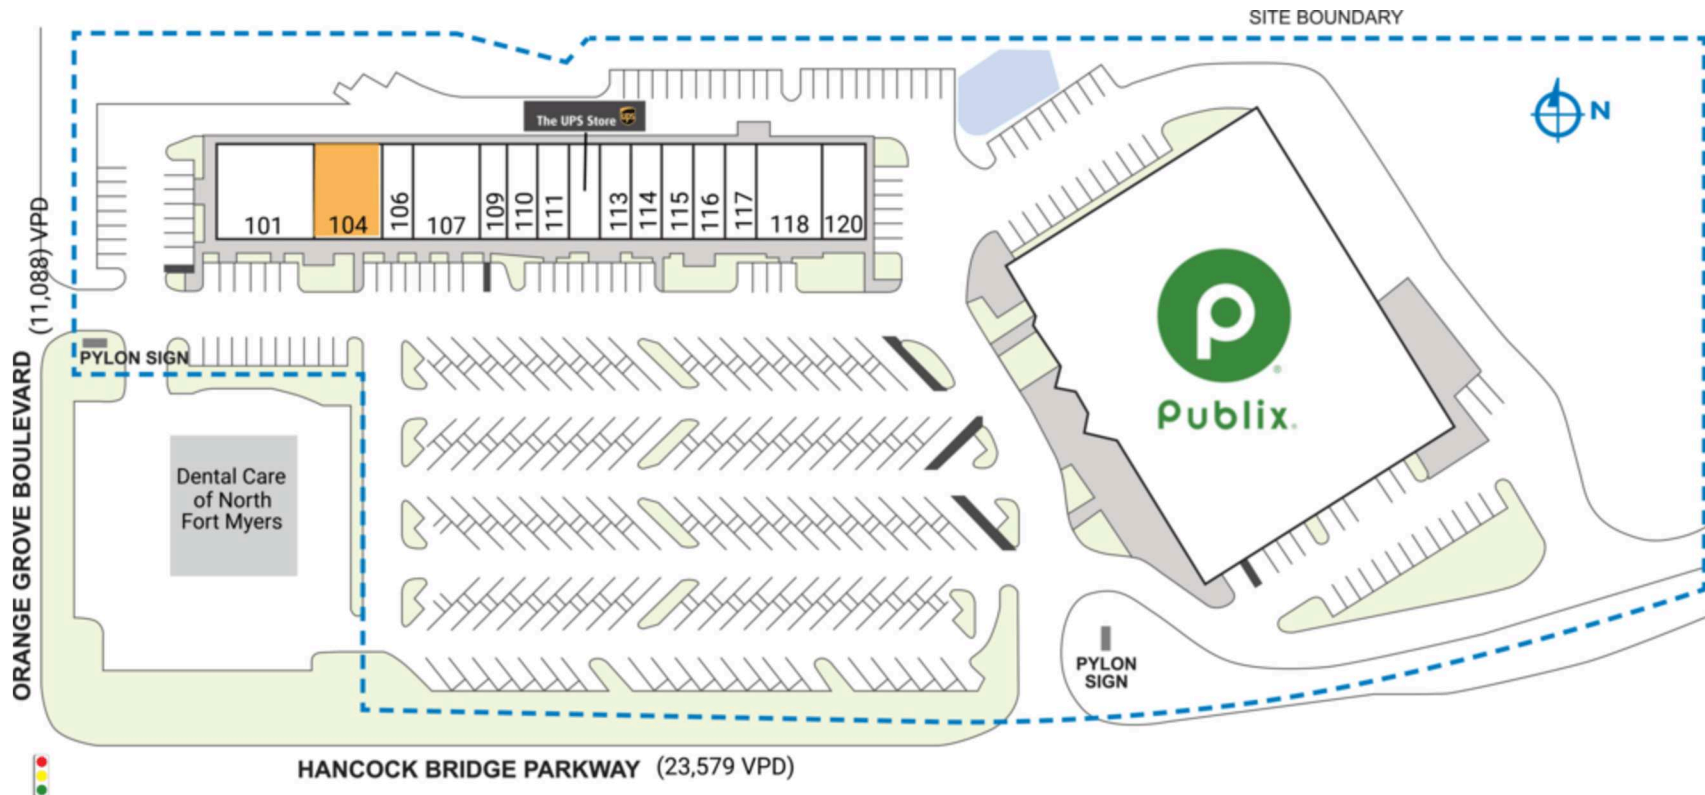 SITE BOUNDARY
N
The UPS Store
ups
101
104
106
107
109
110
111
113
114
115
116
117
118
120
(11,088) VPD
ORANGE GROVE BOULEVARD
PYLON SIGN
Publix®
Dental Care
of North
Fort Myers
PYLON
SIGN
HANCOCK BRIDGE PARKWAY (23,579 VPD)